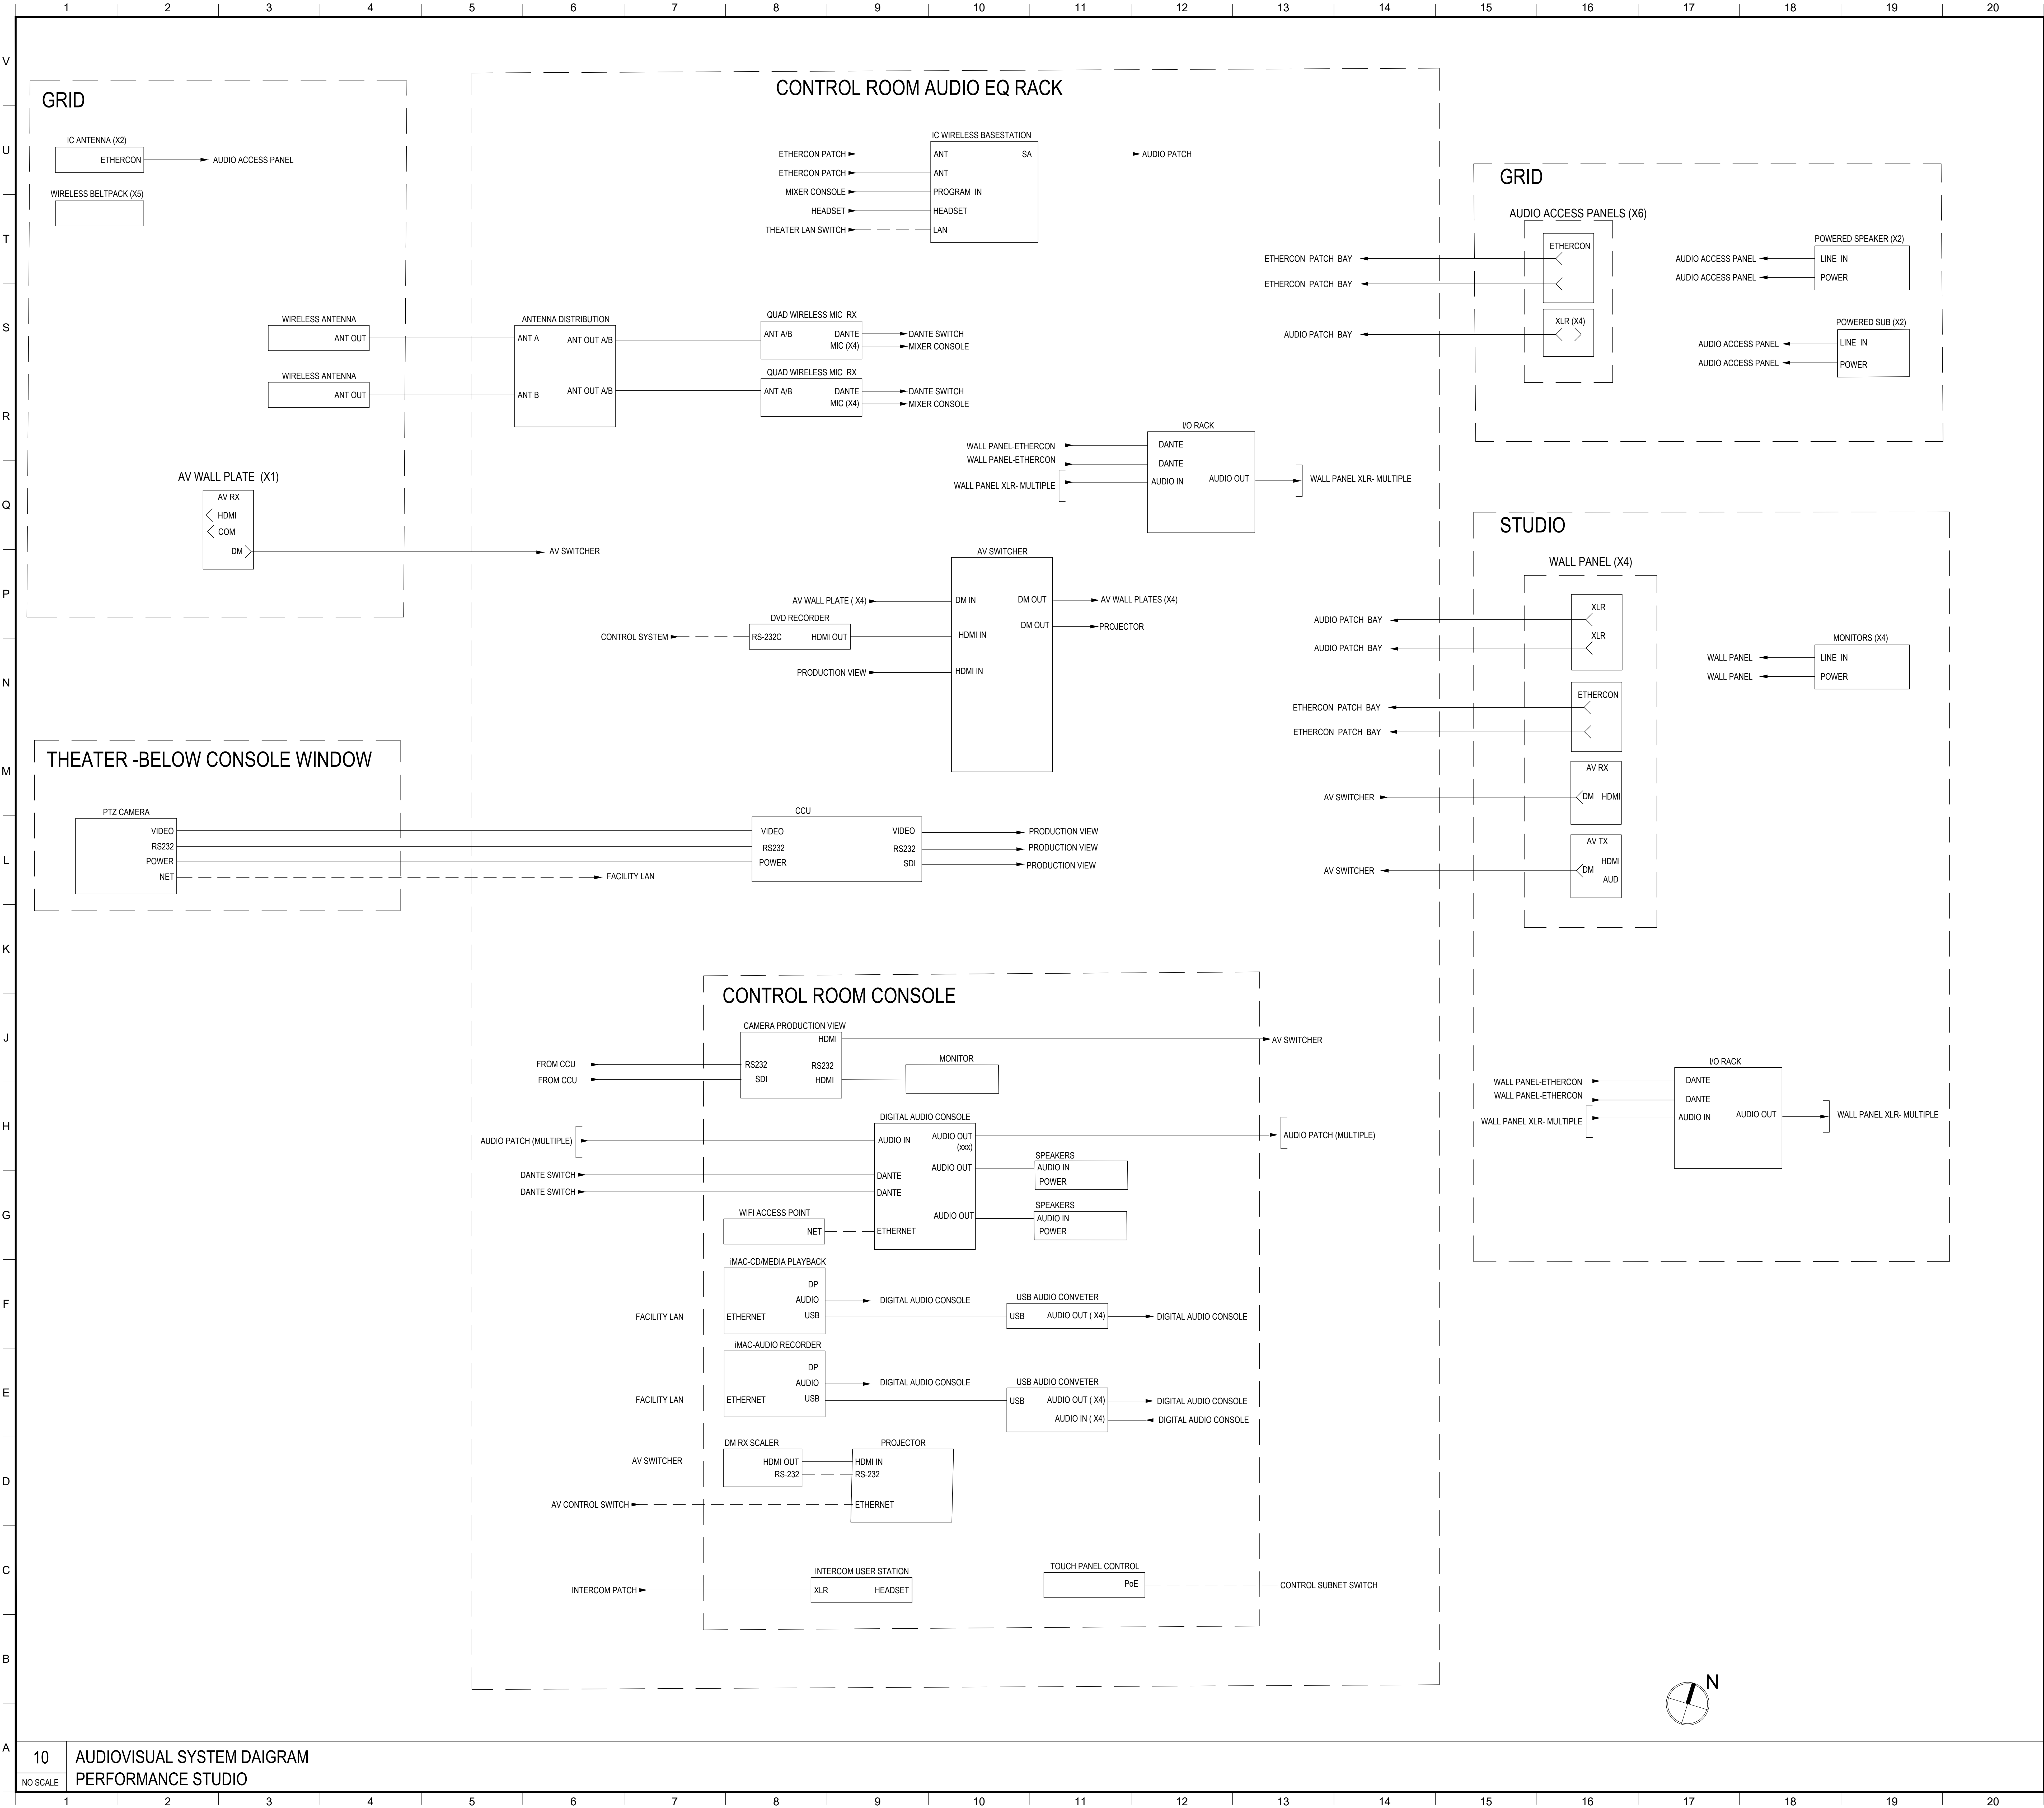 1 2 3 4 5 6 7 8 9 10 11 12 13 14 15 16 17 18 19 20
V
U
T
S
R
Q
P
N
M
L
K
J
H
G
F
E
D
C
B
A
GRID
IC ANTENNA (X2)
ETHERCON
AUDIO ACCESS PANEL
WIRELESS BELTPACK (X5)
WIRELESS ANTENNA
ANT OUT
WIRELESS ANTENNA
ANT OUT
AV WALL PLATE (X1)
AV RX
HDMI
COM
DM
AV SWITCHER
THEATER -BELOW CONSOLE WINDOW
PTZ CAMERA
VIDEO
RS232
POWER
NET
FACILITY LAN
CONTROL ROOM AUDIO EQ RACK
IC WIRELESS BASESTATION
ETHERCON PATCH
ANT
SA
AUDIO PATCH
ETHERCON PATCH
ANT
MIXER CONSOLE
PROGRAM IN
HEADSET
HEADSET
THEATER LAN SWITCH
LAN
ANTENNA DISTRIBUTION
ANT A
ANT OUT A/B
ANT B
ANT OUT A/B
QUAD WIRELESS MIC RX
ANT A/B
DANTE
DANTE SWITCH
MIC (X4)
MIXER CONSOLE
QUAD WIRELESS MIC RX
ANT A/B
DANTE
DANTE SWITCH
MIC (X4)
MIXER CONSOLE
I/O RACK
WALL PANEL-ETHERCON
DANTE
WALL PANEL-ETHERCON
DANTE
WALL PANEL XLR- MULTIPLE
AUDIO IN
AUDIO OUT
WALL PANEL XLR- MULTIPLE
AV SWITCHER
AV WALL PLATE ( X4)
DM IN
DM OUT
AV WALL PLATES (X4)
DVD RECORDER
CONTROL SYSTEM
RS-232C
HDMI OUT
HDMI IN
DM OUT
PROJECTOR
PRODUCTION VIEW
HDMI IN
CCU
VIDEO
RS232
POWER
VIDEO
RS232
SDI
PRODUCTION VIEW
PRODUCTION VIEW
PRODUCTION VIEW
CONTROL ROOM CONSOLE
CAMERA PRODUCTION VIEW
HDMI
AV SWITCHER
FROM CCU
RS232
RS232
FROM CCU
SDI
HDMI
MONITOR
DIGITAL AUDIO CONSOLE
AUDIO PATCH (MULTIPLE)
AUDIO IN
AUDIO OUT
(xxx)
AUDIO PATCH (MULTIPLE)
DANTE SWITCH
DANTE
DANTE SWITCH
DANTE
AUDIO OUT
SPEAKERS
AUDIO IN
POWER
AUDIO OUT
SPEAKERS
AUDIO IN
POWER
WIFI ACCESS POINT
NET
ETHERNET
iMAC-CD/MEDIA PLAYBACK
DP
AUDIO
USB
FACILITY LAN
ETHERNET
DIGITAL AUDIO CONSOLE
USB AUDIO CONVETER
USB
AUDIO OUT ( X4)
DIGITAL AUDIO CONSOLE
iMAC-AUDIO RECORDER
DP
AUDIO
USB
FACILITY LAN
ETHERNET
DIGITAL AUDIO CONSOLE
USB AUDIO CONVETER
USB
AUDIO OUT ( X4)
AUDIO IN ( X4)
DIGITAL AUDIO CONSOLE
DIGITAL AUDIO CONSOLE
AV SWITCHER
DM RX SCALER
HDMI OUT
RS-232
PROJECTOR
HDMI IN
RS-232
AV CONTROL SWITCH
ETHERNET
INTERCOM PATCH
INTERCOM USER STATION
XLR
HEADSET
TOUCH PANEL CONTROL
PoE
CONTROL SUBNET SWITCH
GRID
AUDIO ACCESS PANELS (X6)
ETHERCON
ETHERCON PATCH BAY
ETHERCON PATCH BAY
XLR (X4)
AUDIO PATCH BAY
POWERED SPEAKER (X2)
AUDIO ACCESS PANEL
LINE IN
AUDIO ACCESS PANEL
POWER
POWERED SUB (X2)
AUDIO ACCESS PANEL
LINE IN
AUDIO ACCESS PANEL
POWER
STUDIO
WALL PANEL (X4)
XLR
AUDIO PATCH BAY
XLR
AUDIO PATCH BAY
ETHERCON
ETHERCON PATCH BAY
ETHERCON PATCH BAY
AV RX
AV SWITCHER
DM HDMI
AV TX
HDMI
AV SWITCHER
DM
AUD
MONITORS (X4)
WALL PANEL
LINE IN
WALL PANEL
POWER
I/O RACK
WALL PANEL-ETHERCON
DANTE
WALL PANEL-ETHERCON
DANTE
WALL PANEL XLR- MULTIPLE
AUDIO IN
AUDIO OUT
WALL PANEL XLR- MULTIPLE
N
10
NO SCALE
AUDIOVISUAL SYSTEM DAIGRAM
PERFORMANCE STUDIO
1 2 3 4 5 6 7 8 9 10 11 12 13 14 15 16 17 18 19 20